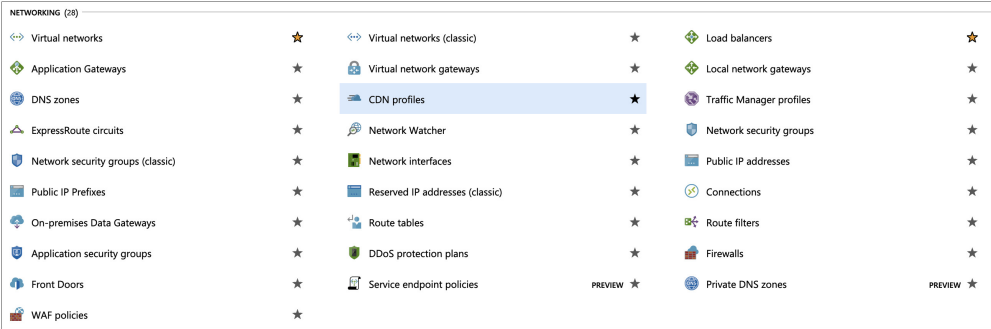 NETWORKING (28)
Virtual networks
Virtual networks (classic)
Load balancers
Application Gateways
Virtual network gateways
Local network gateways
DNS zones
CDN profiles
Traffic Manager profiles
ExpressRoute circuits
Network Watcher
Network security groups
Network security groups (classic)
Network interfaces
Public IP addresses
Public IP Prefixes
Reserved IP addresses (classic)
Connections
On-premises Data Gateways
Route tables
Route filters
Application security groups
DDoS protection plans
Firewalls
Front Doors
Service endpoint policies PREVIEW
Private DNS zones PREVIEW
WAF policies